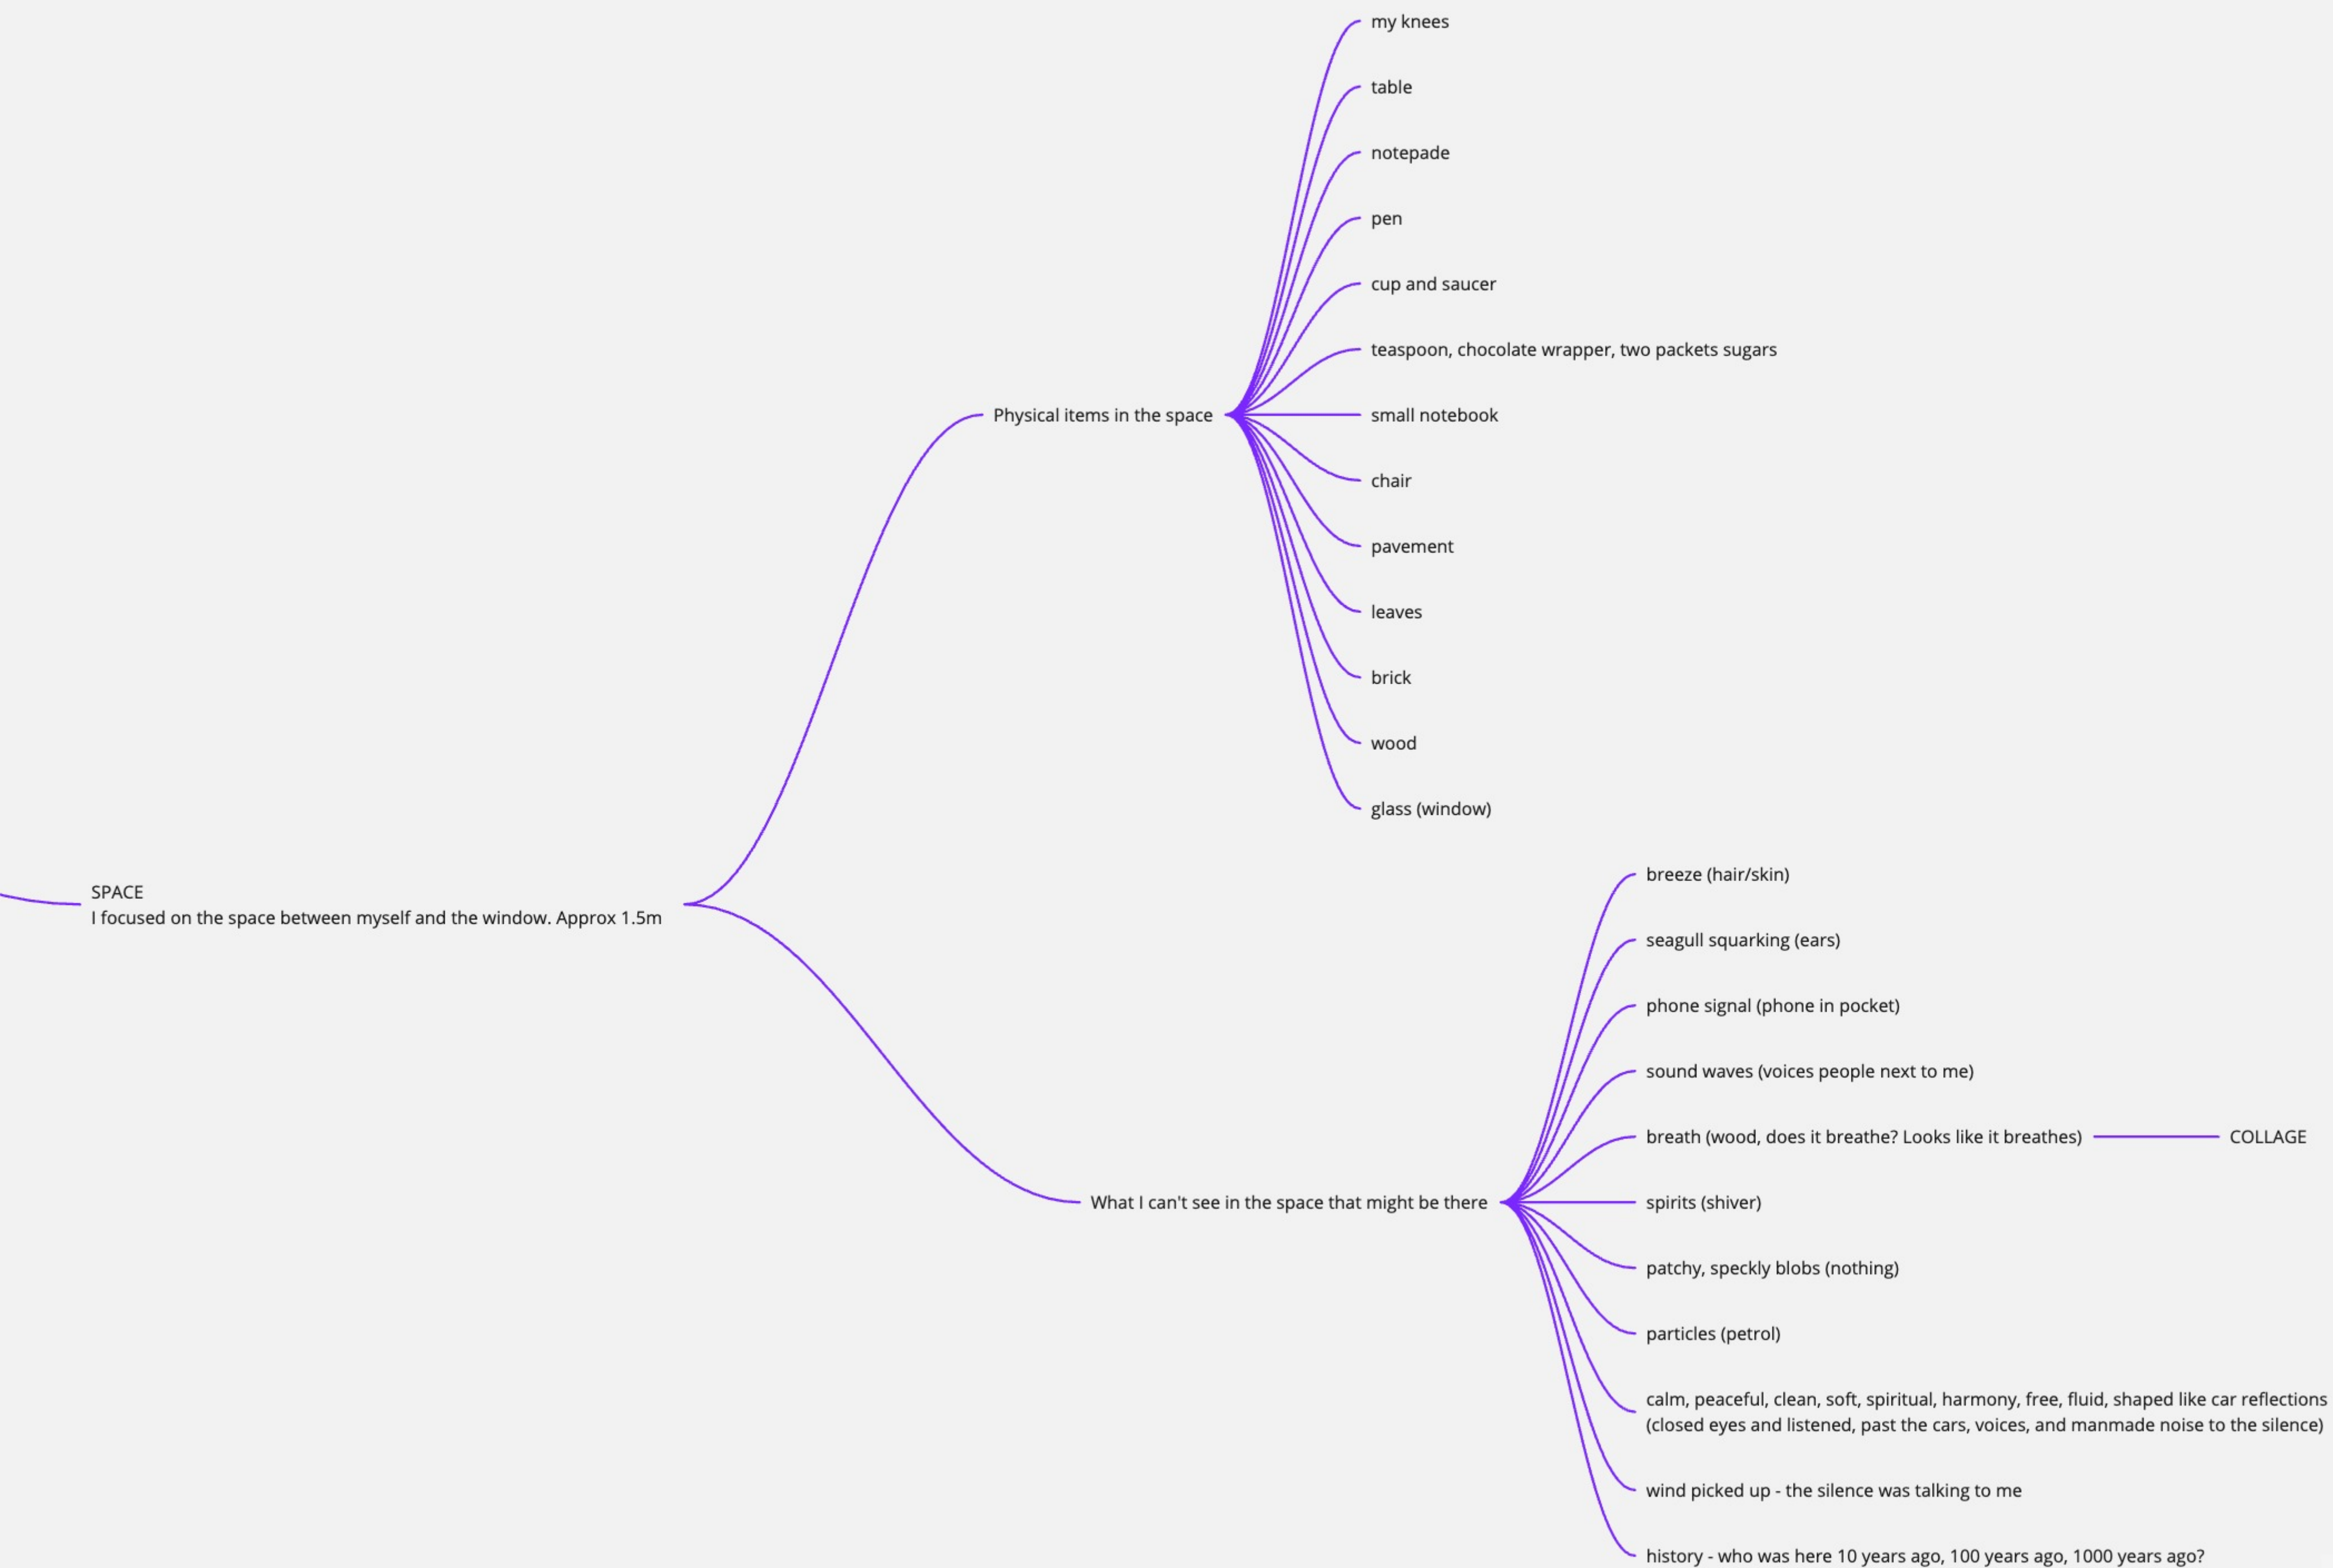 my knees
table
notepade
pen
cup and saucer
teaspoon, chocolate wrapper, two packets sugars
Physical items in the space
small notebook
chair
pavement
leaves
brick
wood
glass (window)
SPACE
I focused on the space between myself and the window. Approx 1.5m
breeze (hair/skin)
seagull squarking (ears)
phone signal (phone in pocket)
sound waves (voices people next to me)
breath (wood, does it breathe? Looks like it breathes)
COLLAGE
What I can't see in the space that might be there
spirits (shiver)
patchy, speckly blobs (nothing)
particles (petrol)
calm, peaceful, clean, soft, spiritual, harmony, free, fluid, shaped like car reflections
(closed eyes and listened, past the cars, voices, and manmade noise to the silence)
wind picked up - the silence was talking to me
history - who was here 10 years ago, 100 years ago, 1000 years ago?